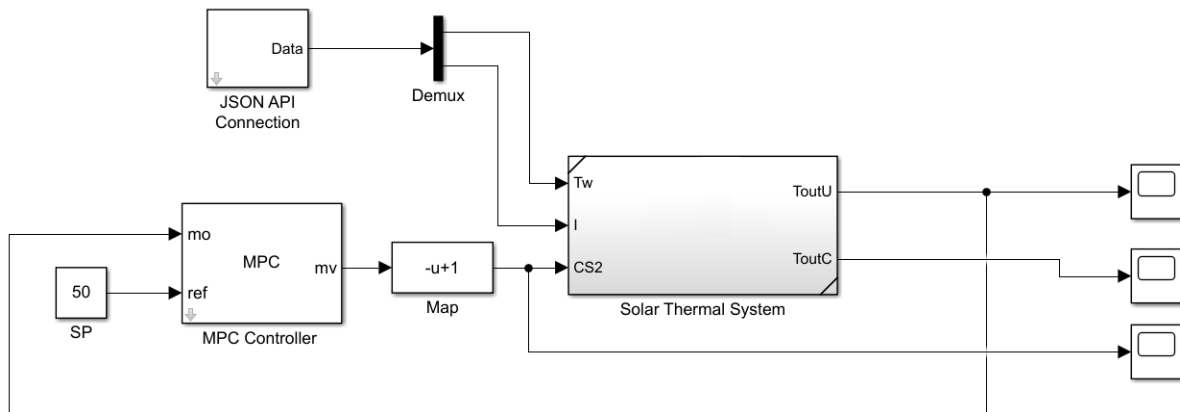 Data
JSON API
Connection
Demux
Tw
I
CS2
ToutU
ToutC
Solar Thermal System
mo
ref
MPC
mv
MPC Controller
50
SP
-u+1
Map